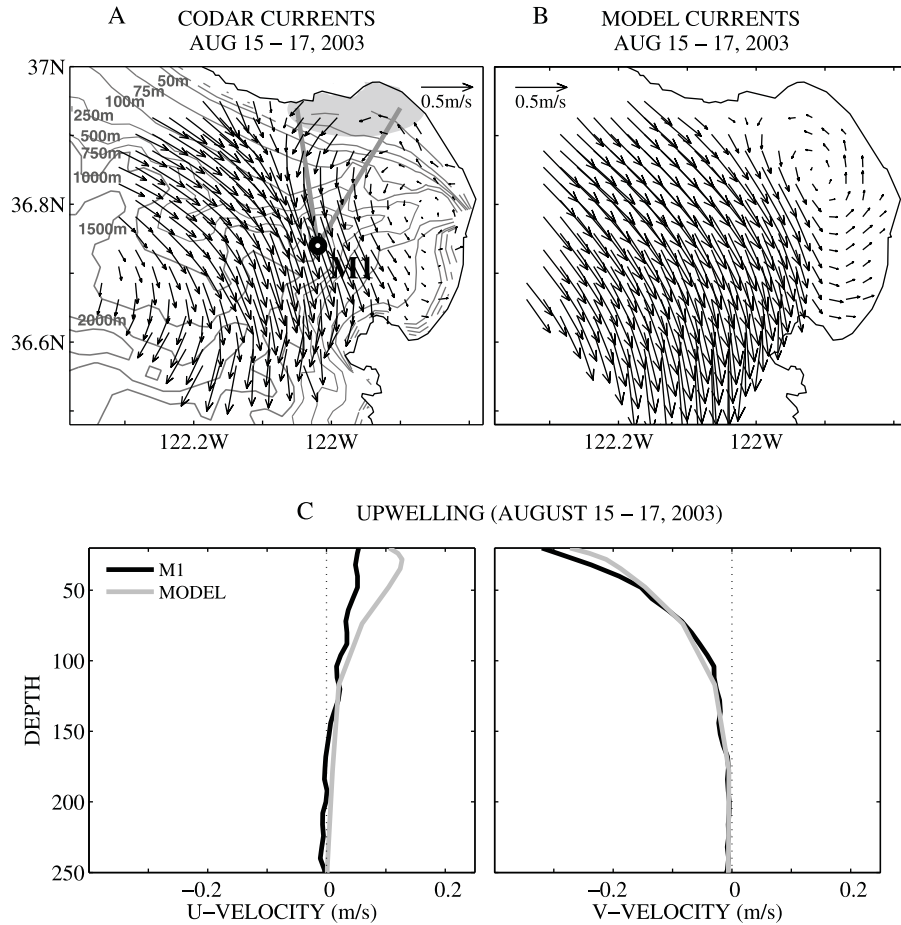 A CODAR CURRENTS
AUG 15 – 17, 2003
B MODEL CURRENTS
AUG 15 – 17, 2003
37N
36.8N
36.6N
50m
75m
100m
250m
500m
750m
1000m
1500m
2000m
0.5m/s
M1
122.2W 122W
0.5m/s
122.2W 122W
C UPWELLING (AUGUST 15 – 17, 2003)
M1
MODEL
DEPTH
50
100
150
200
250
−0.2 0 0.2
U−VELOCITY (m/s)
−0.2 0 0.2
V−VELOCITY (m/s)